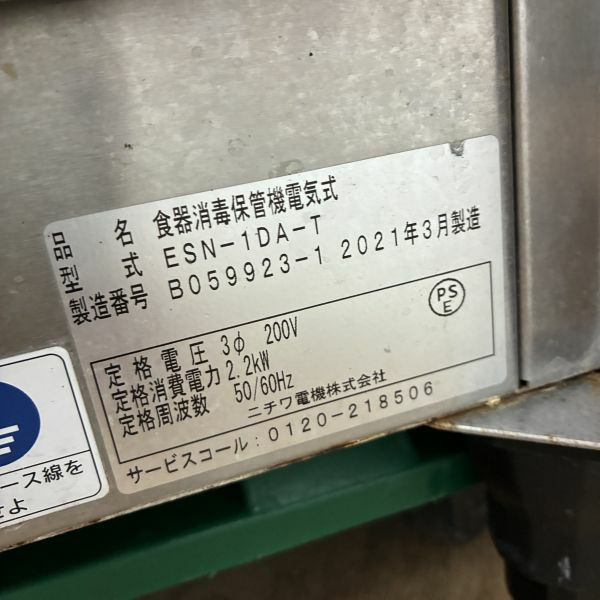 品名 食器消毒保管機電気式
型式 ESN-1DA-T
製造番号 B059923-1 2021年3月製造
PSE
定格電圧 3φ 200V
定格消費電力 2.2kW
定格周波数 50/60Hz
ニチワ電機株式会社
サービスコール:0120-218506
ース線を
よ